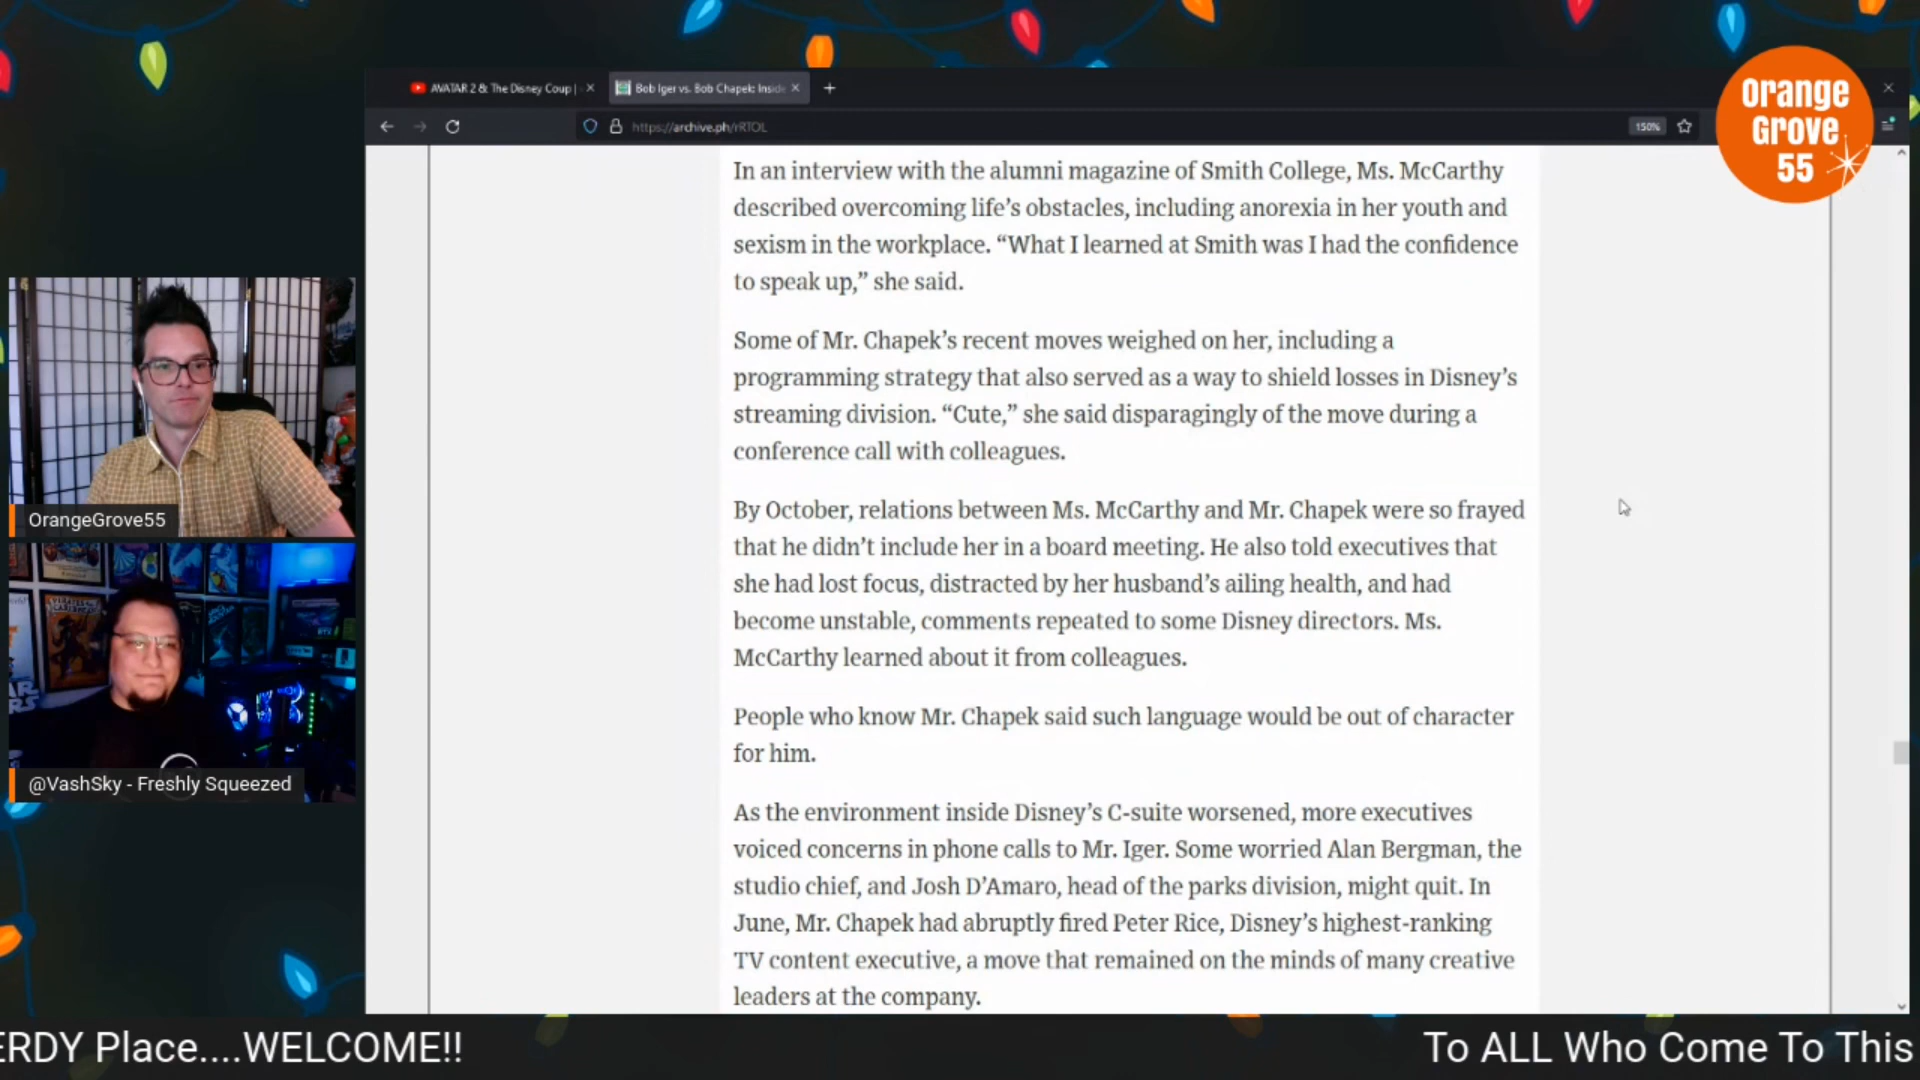 AVATAR 2 & The Disney Coup |
Bob Iger vs. Bob Chapek: Inside
https://archive.ph/rRTOL
150%
Orange
Grove
55
In an interview with the alumni magazine of Smith College, Ms. McCarthy
described overcoming life’s obstacles, including anorexia in her youth and
sexism in the workplace. “What I learned at Smith was I had the confidence
to speak up,” she said.
Some of Mr. Chapek’s recent moves weighed on her, including a
programming strategy that also served as a way to shield losses in Disney’s
streaming division. “Cute,” she said disparagingly of the move during a
conference call with colleagues.
By October, relations between Ms. McCarthy and Mr. Chapek were so frayed
that he didn’t include her in a board meeting. He also told executives that
she had lost focus, distracted by her husband’s ailing health, and had
become unstable, comments repeated to some Disney directors. Ms.
McCarthy learned about it from colleagues.
People who know Mr. Chapek said such language would be out of character
for him.
As the environment inside Disney’s C-suite worsened, more executives
voiced concerns in phone calls to Mr. Iger. Some worried Alan Bergman, the
studio chief, and Josh D’Amaro, head of the parks division, might quit. In
June, Mr. Chapek had abruptly fired Peter Rice, Disney’s highest-ranking
TV content executive, a move that remained on the minds of many creative
leaders at the company.
OrangeGrove55
@VashSky - Freshly Squeezed
ERDY Place....WELCOME!!
To ALL Who Come To This